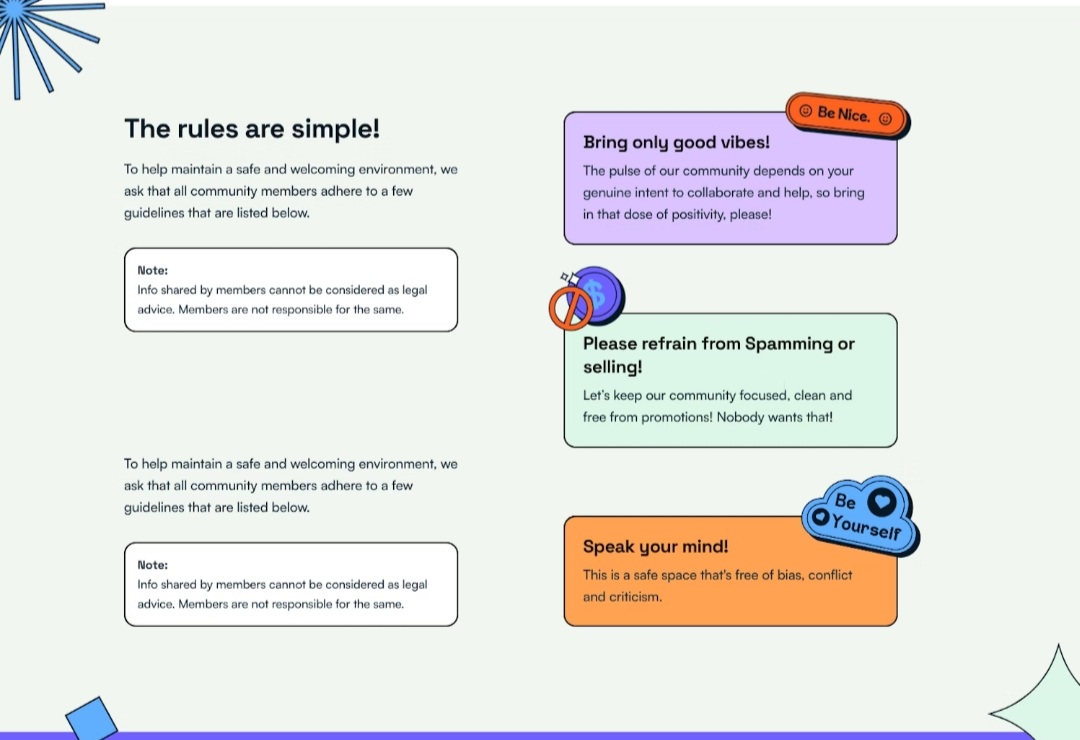 The rules are simple!
To help maintain a safe and welcoming environment, we
ask that all community members adhere to a few
guidelines that are listed below.
Note:
Info shared by members cannot be considered as legal
advice. Members are not responsible for the same.
To help maintain a safe and welcoming environment, we
ask that all community members adhere to a few
guidelines that are listed below.
Note:
Info shared by members cannot be considered as legal
advice. Members are not responsible for the same.
Be Nice.
Bring only good vibes!
The pulse of our community depends on your
genuine intent to collaborate and help, so bring
in that dose of positivity, please!
$
Please refrain from Spamming or
selling!
Let's keep our community focused, clean and
free from promotions! Nobody wants that!
Be
Yourself
Speak your mind!
This is a safe space that's free of bias, conflict
and criticism.